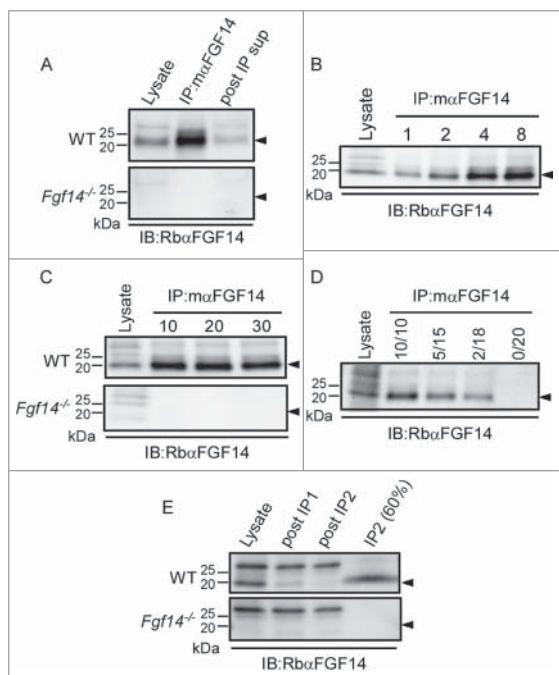 A
Lysate
IP:mαFGF14
post IP sup
WT
25
20
Fgf14-/-
25
20
kDa
IB:RbαFGF14
B
Lysate
IP:mαFGF14
1 2 4 8
25
20
kDa
IB:RbαFGF14
C
Lysate
IP:mαFGF14
10 20 30
WT
25
20
Fgf14-/-
25
20
kDa
IB:RbαFGF14
D
Lysate
IP:mαFGF14
10/10
5/15
2/18
0/20
25
20
kDa
IB:RbαFGF14
E
Lysate
post IP1
post IP2
IP2 (60%)
WT
25
20
Fgf14-/-
25
20
kDa
IB:RbαFGF14